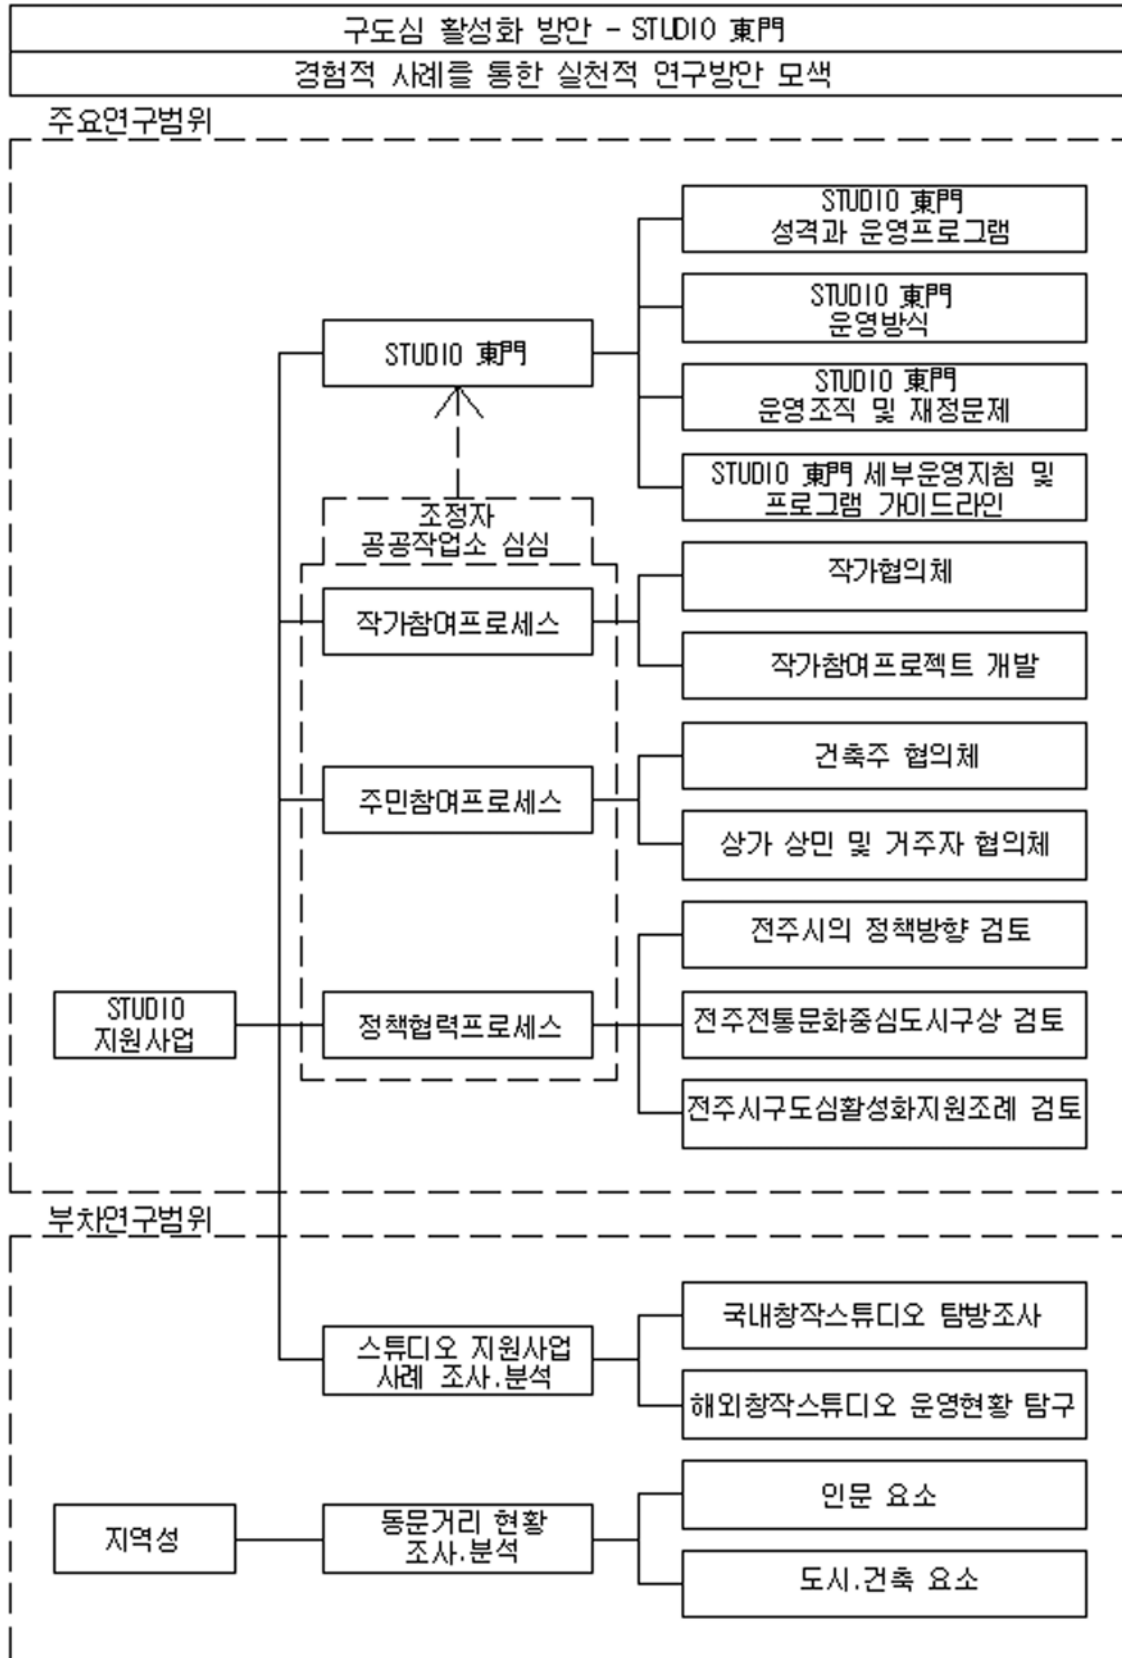 구도심 활성화 방안 - STUDIO 東門
경험적 사례을 통한 실천적 연구방안 모색
주요연구범위
STUDIO 東門
성격과 운영프로그램
STUDIO 東門
운영방식
STUDIO 東門
STUDIO 東門
운영조직 및 재정문제
STUDIO 東門 세부운영지침 및
프로그램 가이드라인
조정자
공공작업소 심심
작가참여프로세스
작가협의체
작가참여프로젝트 개발
주민참여프로세스
건축주 협의체
상가 상민 및 거주자 협의체
STUDIO
지원사업
정책협력프로세스
전주시의 정책방향 검토
전주전통문화중심도시구상 검토
전주시구도심활성화지원조례 검토
부차연구범위
스튜디오 지원사업
사례 조사.분석
국내창작스튜디오 탐방조사
해외창작스튜디오 운영현황 탐구
지역성
동문거리 현황
조사.분석
인문 요소
도시.건축 요소